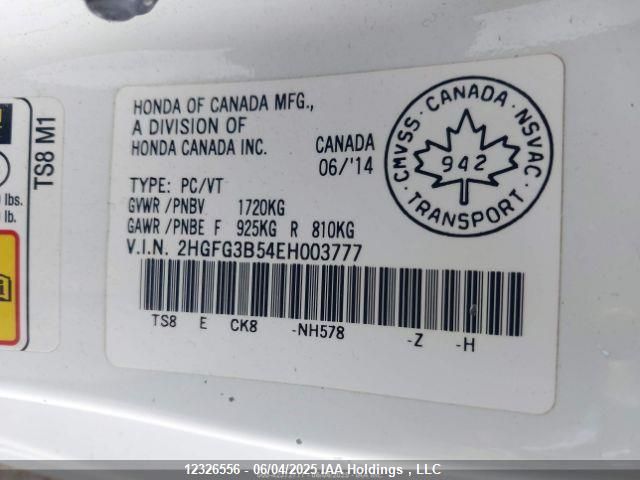 HONDA OF CANADA MFG.,
A DIVISION OF
HONDA CANADA INC.
CANADA
06/'14
TYPE: PC/VT
GVWR/PNBV 1720KG
GAWR/PNBE F 925KG R 810KG
V.I.N. 2HGFG3B54EH003777
TS8 E CK8 -NH578 -Z -H
CMVSS · CANADA · NSVAC
942
TRANSPORT
TS8 M1
lbs.
lb.
12326556 - 06/04/2025 IAA Holdings , LLC